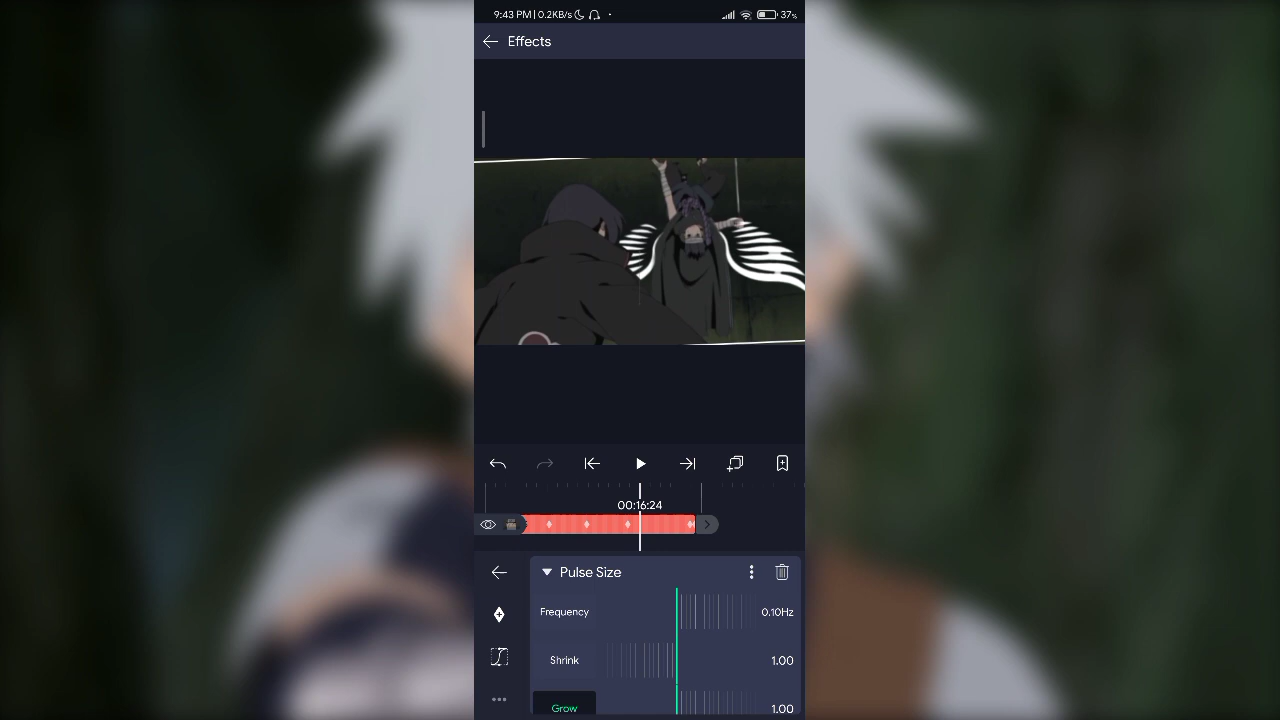 9:43 PM | 0.2KB/s
37%
Effects
00:16:24
Pulse Size
Frequency
0.10Hz
Shrink
1.00
Grow
1.00